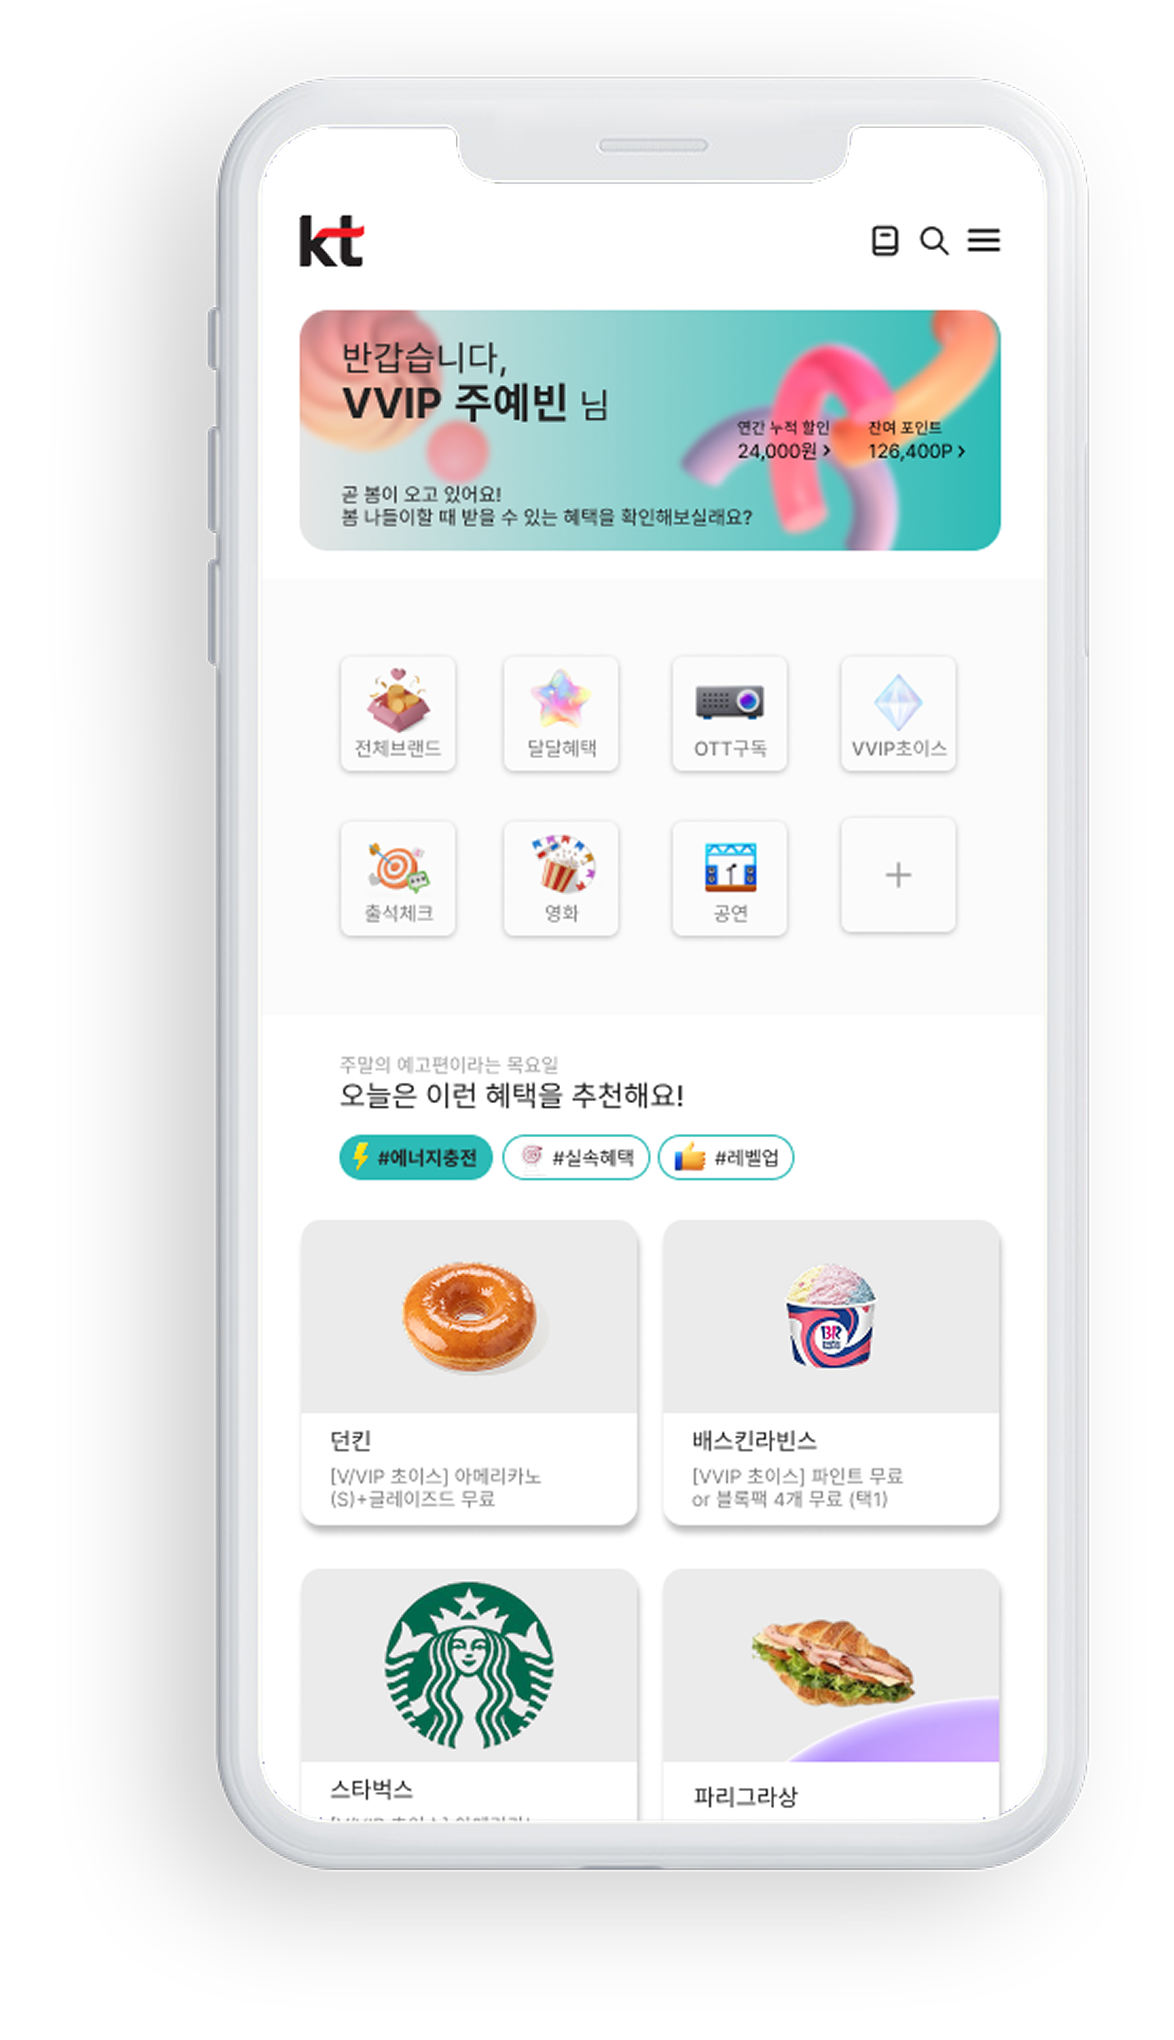 kt
반갑습니다,
VVIP 주예빈 님
연간 누적 할인
24,000원 >
잔여 포인트
126,400P >
곧 봄이 오고 있어요!
봄 나들이할 때 받을 수 있는 혜택을 확인해보실래요?
전체브랜드
달달혜택
OTT구독
VVIP초이스
출석체크
영화
공연
+
주말의 예고편이라는 목요일
오늘은 이런 혜택을 추천해요!
#에너지충전
#실속혜택
#레벨업
BR
던킨
[V/VIP 초이스] 아메리카노
(S)+글레이즈드 무료
배스킨라빈스
[VVIP 초이스] 파인트 무료
or 블록팩 4개 무료 (택1)
스타벅스
파리그라상